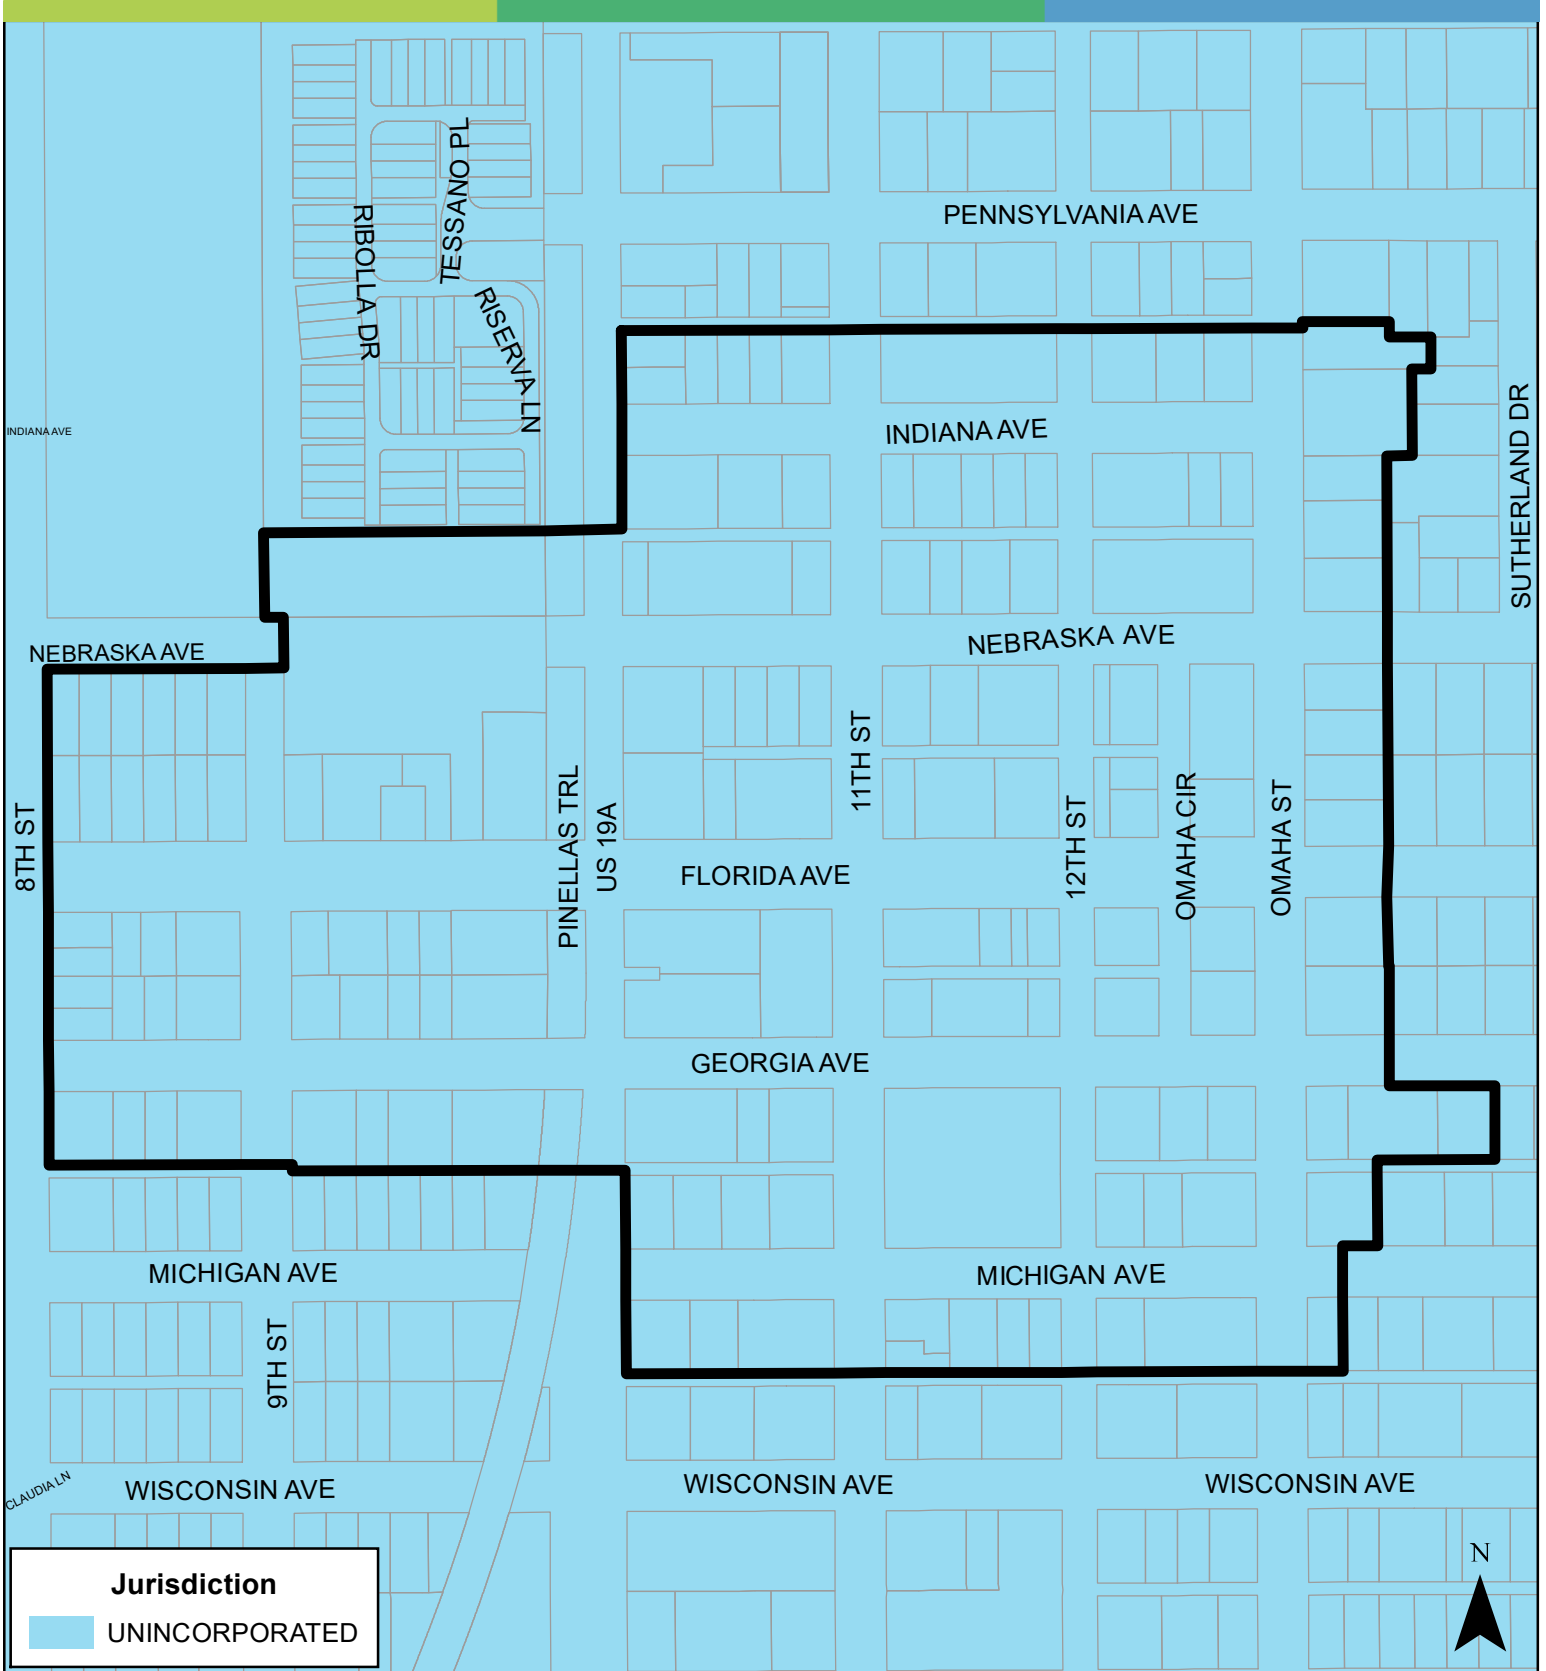 TESSANO PL
RIBOLLA DR
PENNSYLVANIA AVE
RISERVA LN
INDIANA AVE
INDIANA AVE
SUTHERLAND DR
NEBRASKA AVE
NEBRASKA AVE
8TH ST
PINELLAS TRL
US 19A
11TH ST
FLORIDA AVE
12TH ST
OMAHA CIR
OMAHA ST
GEORGIA AVE
MICHIGAN AVE
MICHIGAN AVE
9TH ST
CLAUDIA LN
WISCONSIN AVE
WISCONSIN AVE
WISCONSIN AVE
N
Jurisdiction
UNINCORPORATED